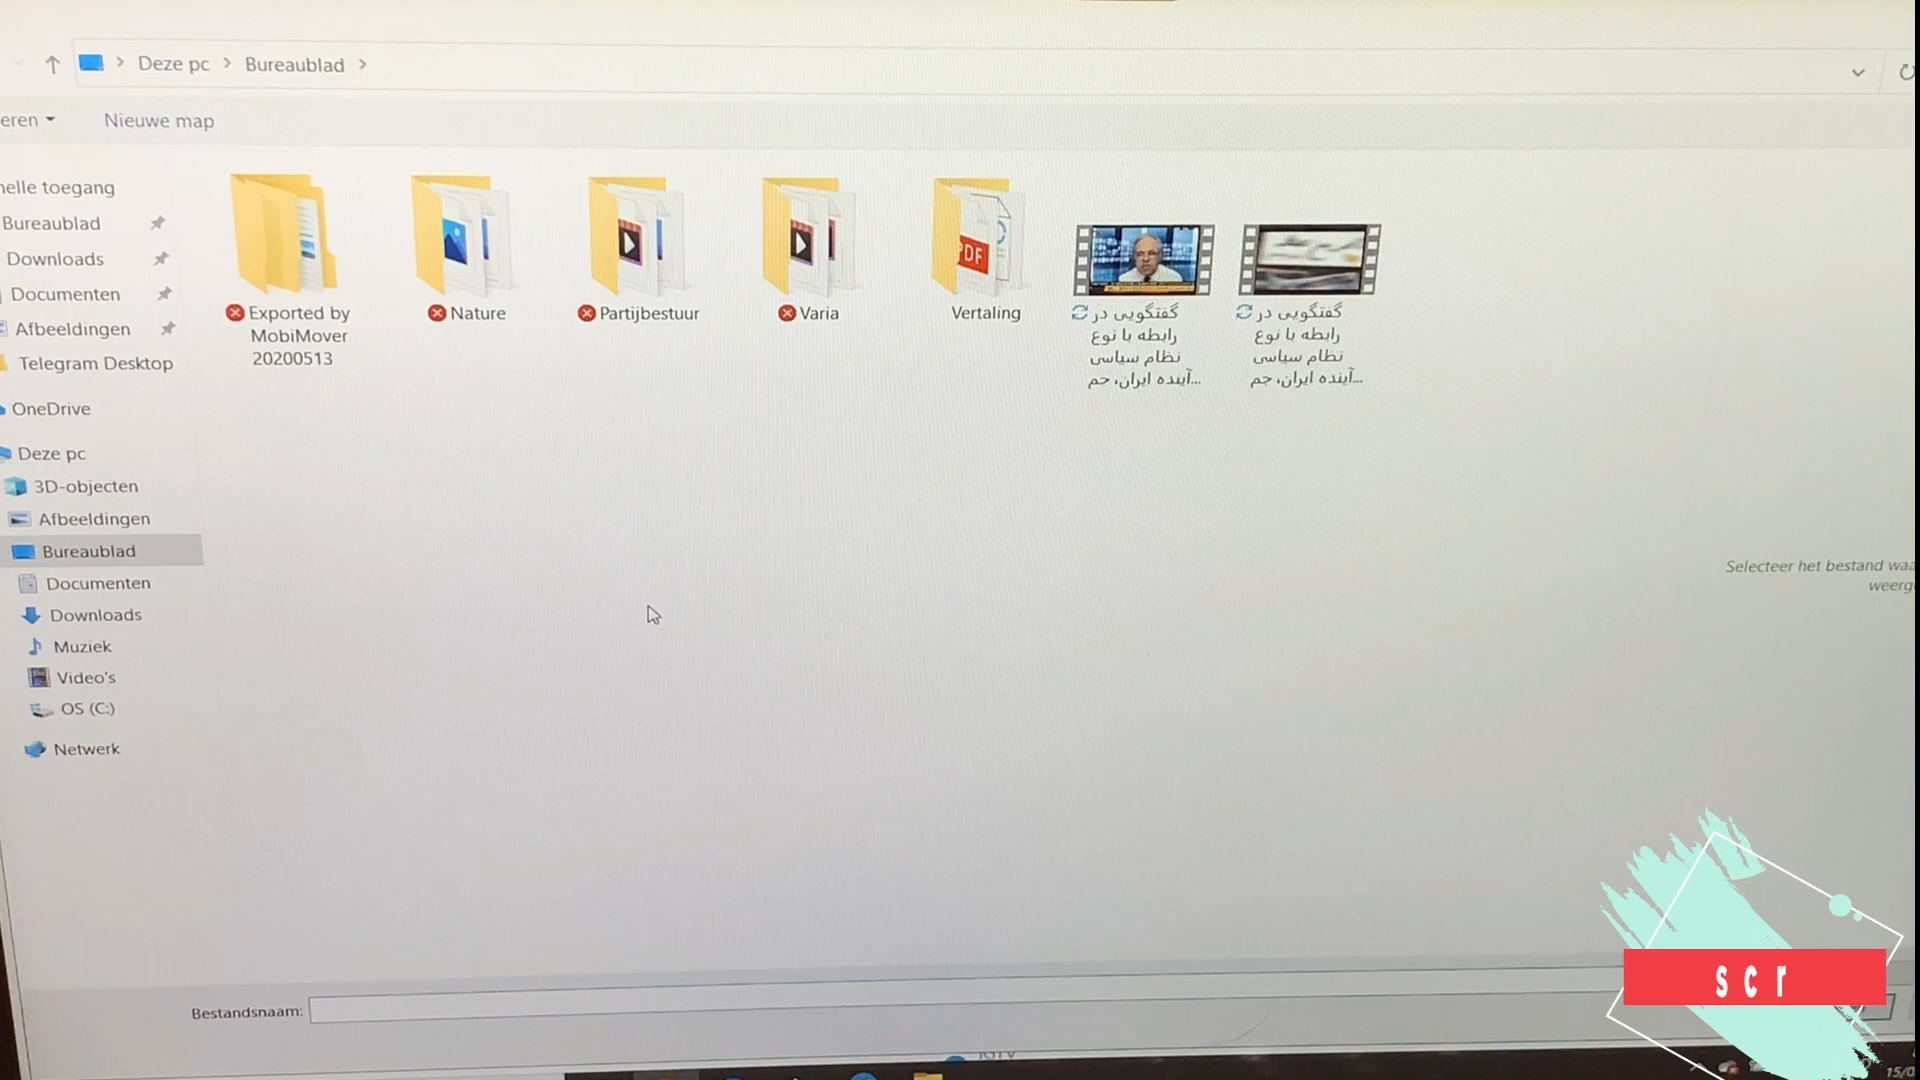 Deze pc
Bureaublad
eren
Nieuwe map
nelle toegang
Bureaublad
Downloads
Documenten
Afbeeldingen
Telegram Desktop
OneDrive
Deze pc
3D-objecten
Afbeeldingen
Bureaublad
Documenten
Downloads
Muziek
Video's
OS (C:)
Netwerk
Exported by
MobiMover
20200513
Nature
Partijbestuur
Varia
PDF
Vertaling
گفتگویی در
رابطه با نوع
نظام سیاسی
آینده ایران، جم...
گفتگویی در
رابطه با نوع
نظام سیاسی
آینده ایران، جم...
Selecteer het bestand waa
weerg
Bestandsnaam:
scr
15/0